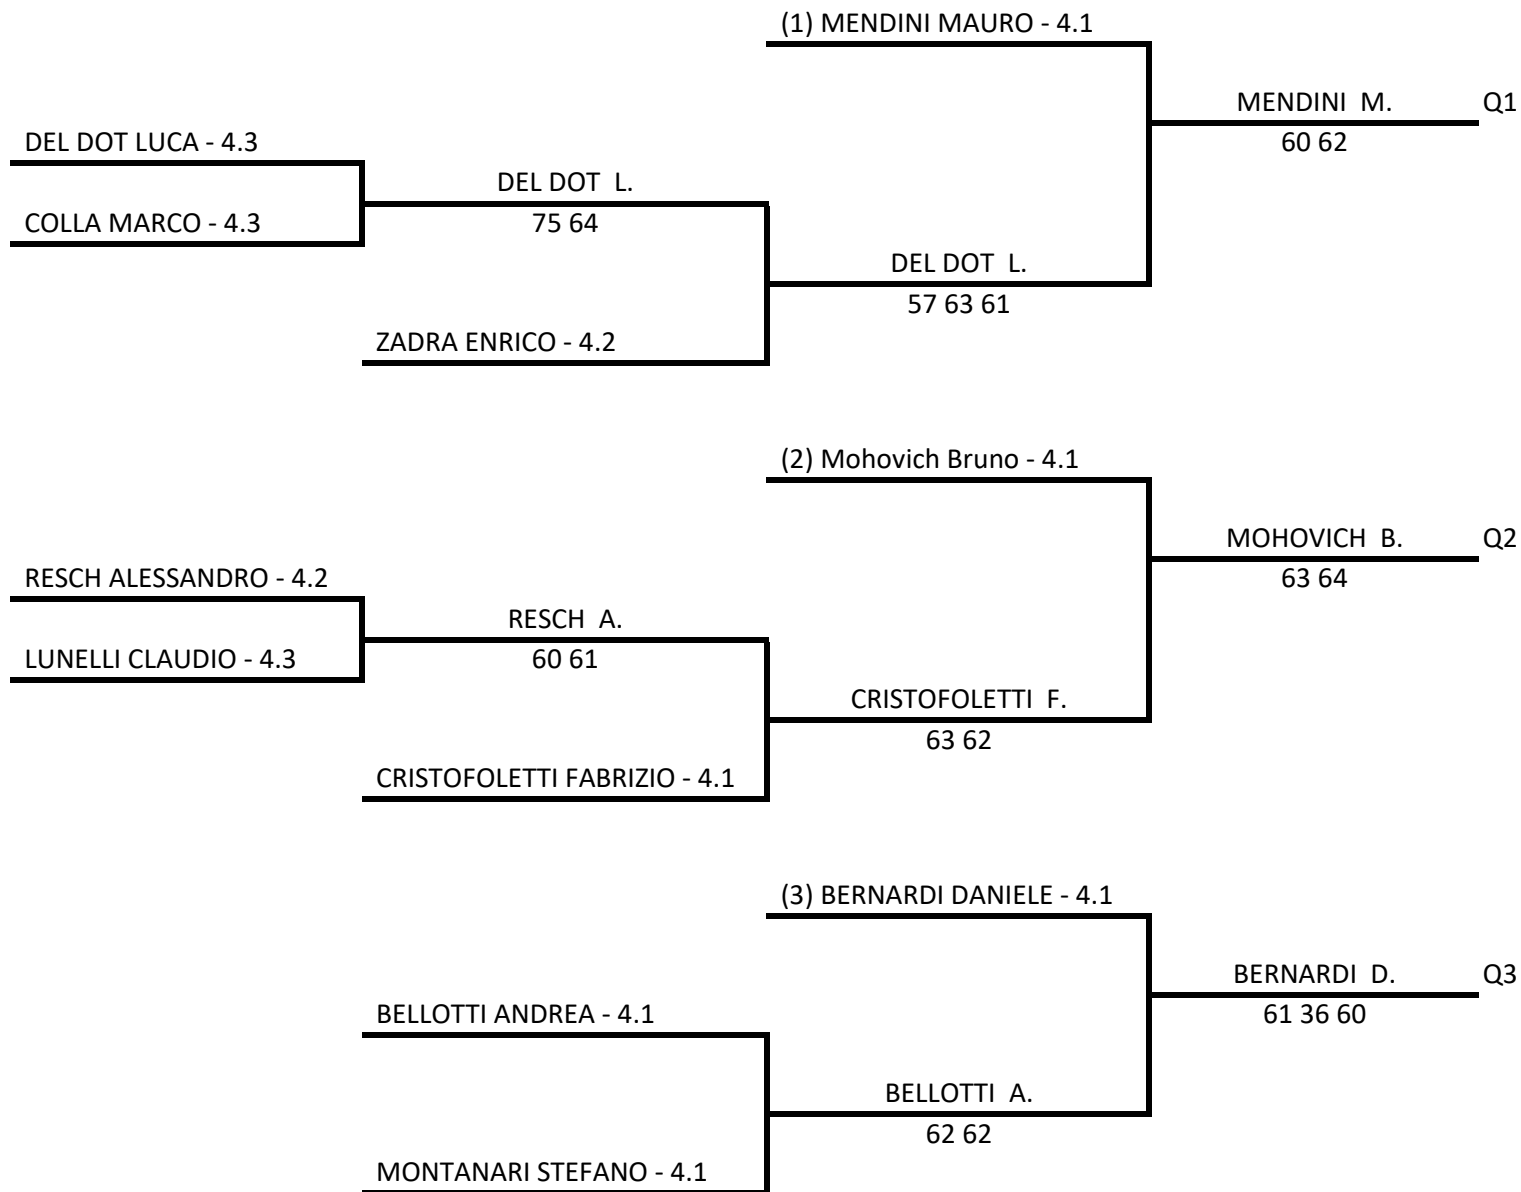 (1) MENDINI MAURO - 4.1
MENDINI  M. Q1
60 62
DEL DOT LUCA - 4.3
DEL DOT  L.
COLLA MARCO - 4.3
75 64
DEL DOT  L.
57 63 61
ZADRA ENRICO - 4.2
(2) Mohovich Bruno - 4.1
MOHOVICH  B. Q2
63 64
RESCH ALESSANDRO - 4.2
RESCH  A.
LUNELLI CLAUDIO - 4.3
60 61
CRISTOFOLETTI  F.
63 62
CRISTOFOLETTI FABRIZIO - 4.1
(3) BERNARDI DANIELE - 4.1
BERNARDI  D. Q3
61 36 60
BELLOTTI ANDREA - 4.1
BELLOTTI  A.
62 62
MONTANARI STEFANO - 4.1